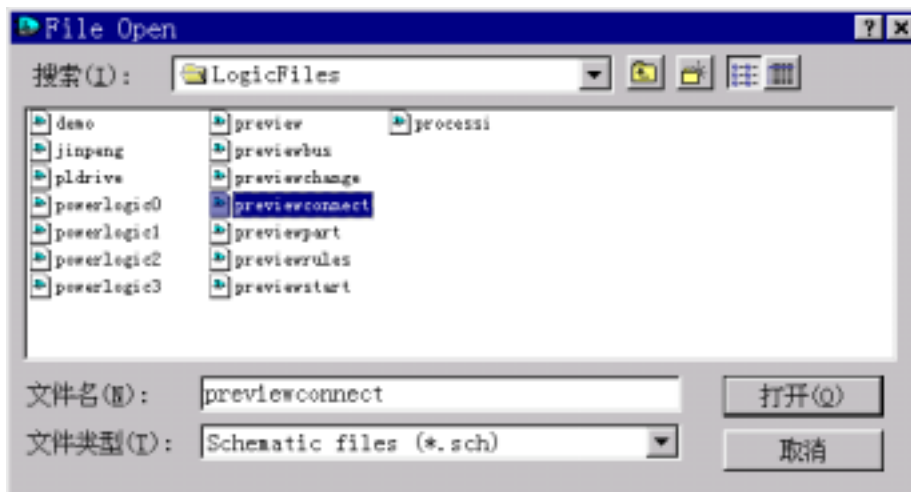 File Open
搜索(I): LogicFiles
demo preview processi
jinpeng previewbus
pldrive previewchange
powerlogic0 previewconnect
powerlogic1 previewpart
powerlogic2 previewrules
powerlogic3 previewstart
文件名(N): previewconnect 打开(O)
文件类型(T): Schematic files (*.sch) 取消